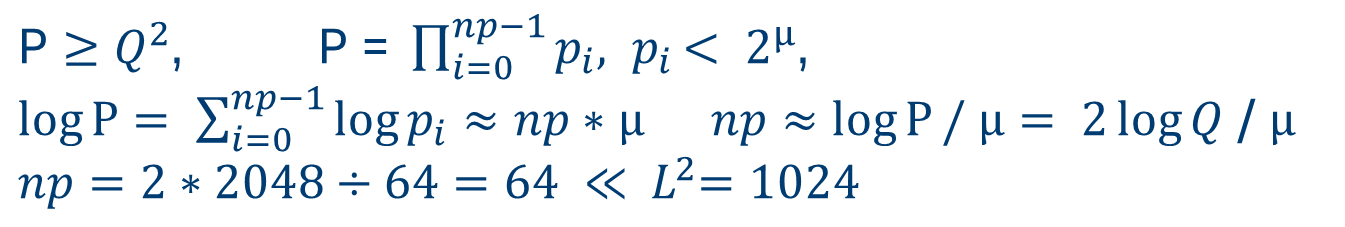 P ≥ Q², P = ∏_{i=0}^{np−1} p_i, p_i < 2^μ,
log P = ∑_{i=0}^{np−1} log p_i ≈ np ∗ μ np ≈ log P / μ = 2 log Q / μ
np = 2 ∗ 2048 ÷ 64 = 64 ≪ L² = 1024